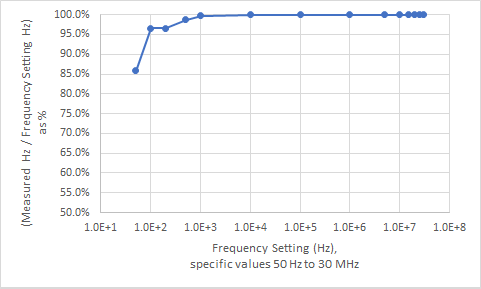 (Measured Hz / Frequency Setting Hz)
as %
100.0%
95.0%
90.0%
85.0%
80.0%
75.0%
70.0%
65.0%
60.0%
55.0%
50.0%
1.0E+1 1.0E+2 1.0E+3 1.0E+4 1.0E+5 1.0E+6 1.0E+7 1.0E+8
Frequency Setting (Hz),
specific values 50 Hz to 30 MHz